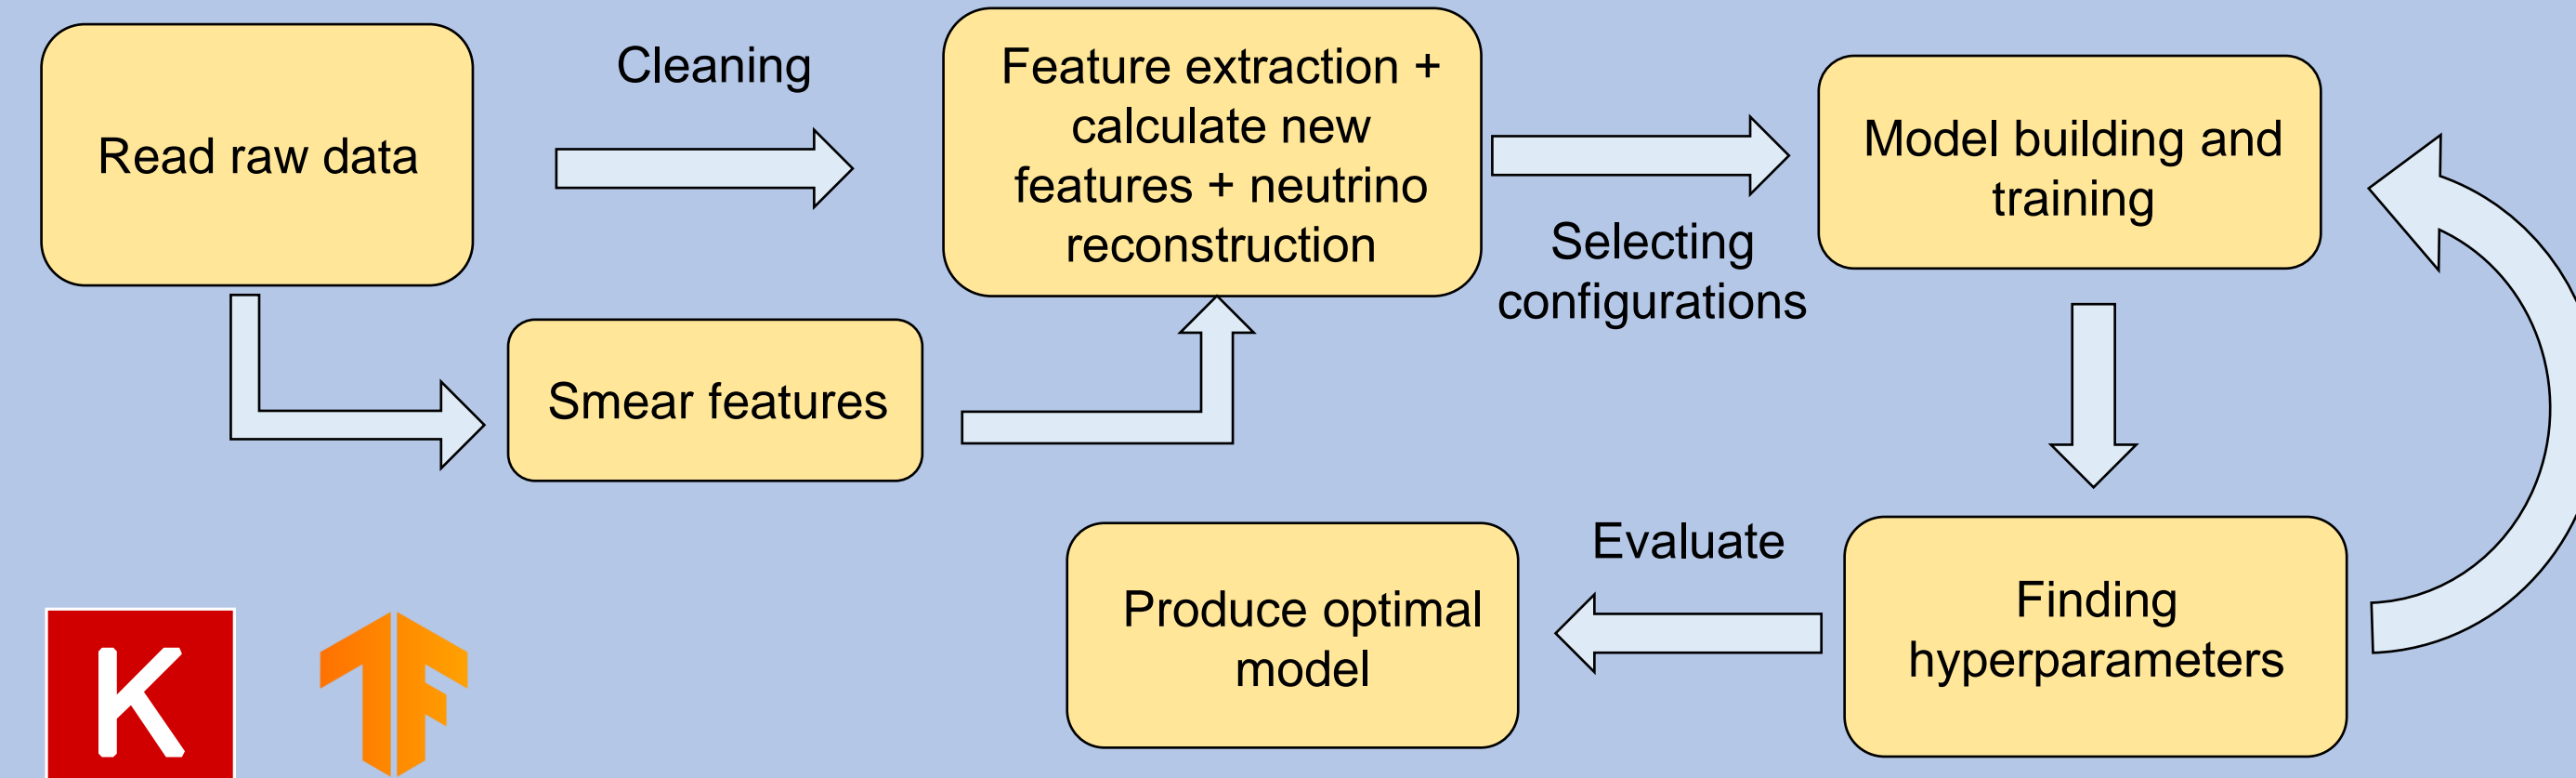 Read raw data
Cleaning
Feature extraction +
calculate new
features + neutrino
reconstruction
Selecting
configurations
Model building and
training
Smear features
Finding
hyperparameters
Evaluate
Produce optimal
model
K